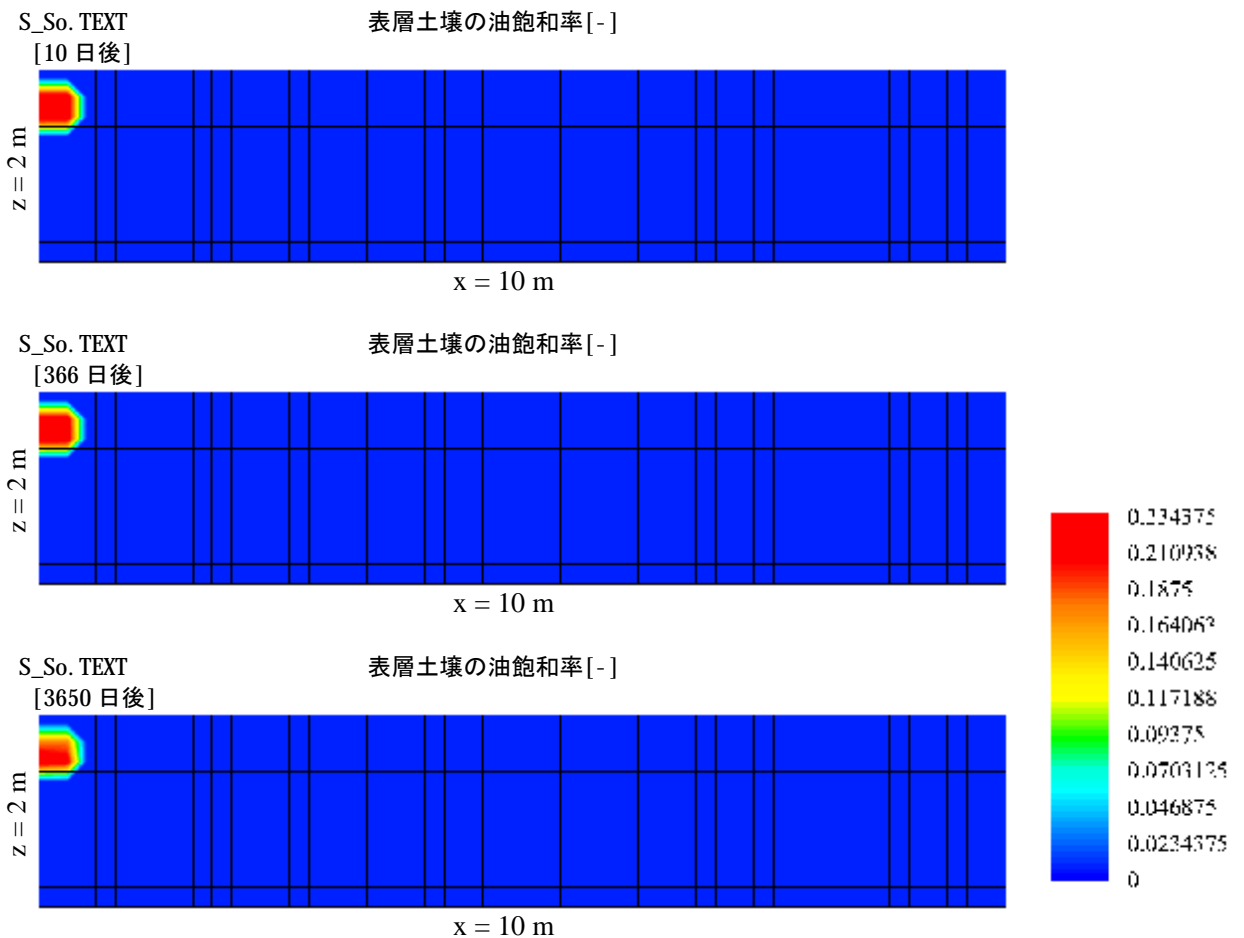 S_So. TEXT
表層土壌の油飽和率[-]
[10 日後]
z = 2 m
x = 10 m
S_So. TEXT
表層土壌の油飽和率[-]
[366 日後]
z = 2 m
x = 10 m
S_So. TEXT
表層土壌の油飽和率[-]
[3650 日後]
z = 2 m
x = 10 m
0.234375
0.210938
0.1875
0.164063
0.140625
0.117188
0.09375
0.0703125
0.046875
0.0234375
0